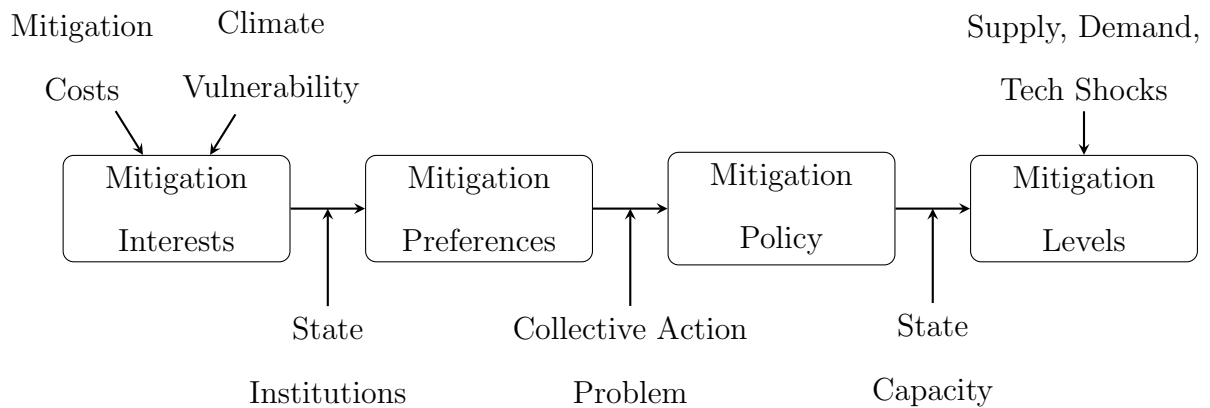 Mitigation
Costs
Climate
Vulnerability
Supply, Demand,
Tech Shocks
Mitigation
Interests
Mitigation
Preferences
Mitigation
Policy
Mitigation
Levels
State
Institutions
Collective Action
Problem
State
Capacity